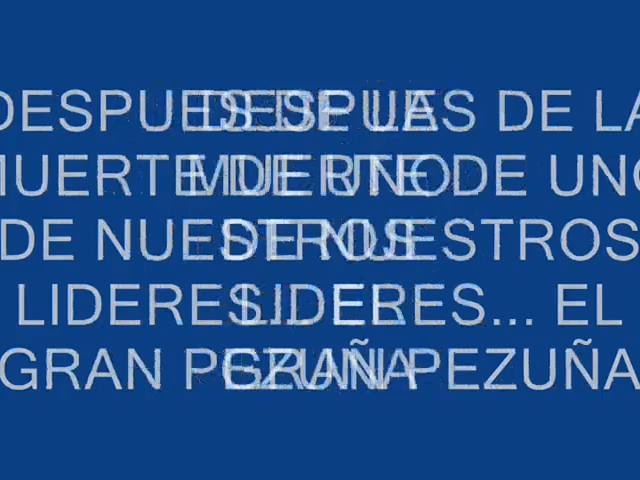 DESPUES DE LA
MUERTE DE UNO
DE NUESTROS
LIDERES... EL
GRAN PEZUÑA